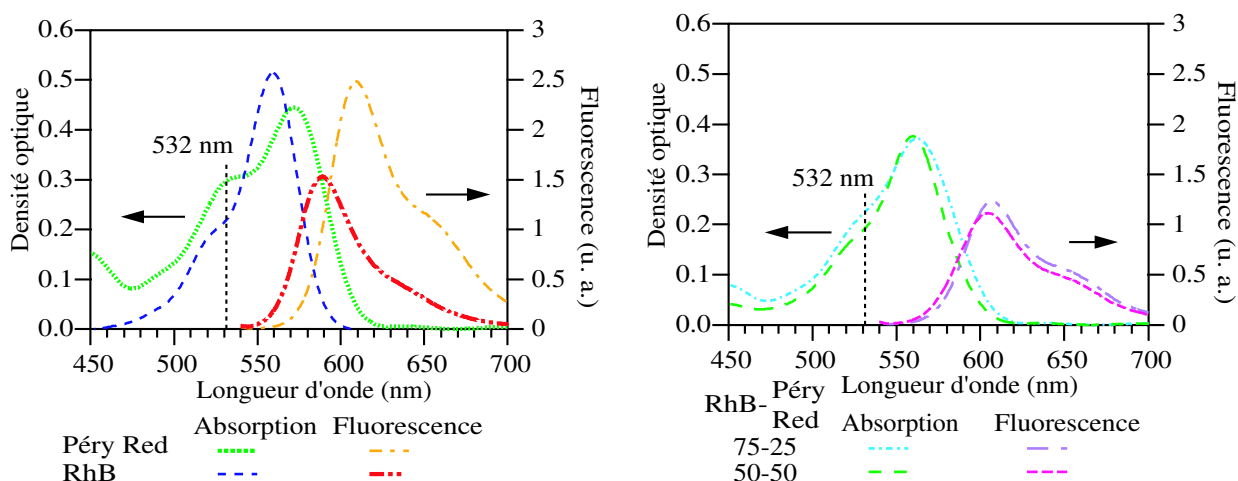 0.6
0.5
0.4
0.3
0.2
0.1
0.0
Densité optique
532 nm
3
2.5
2
1.5
1
0.5
0
Fluorescence (u. a.)
450 500 550 600 650 700
Longueur d'onde (nm)
Absorption Fluorescence
Péry Red
RhB
0.6
0.5
0.4
0.3
0.2
0.1
0.0
Densité optique
532 nm
3
2.5
2
1.5
1
0.5
0
Fluorescence (u. a.)
450 500 550 600 650 700
Longueur d'onde (nm)
RhB- Péry
Red Absorption Fluorescence
75-25
50-50